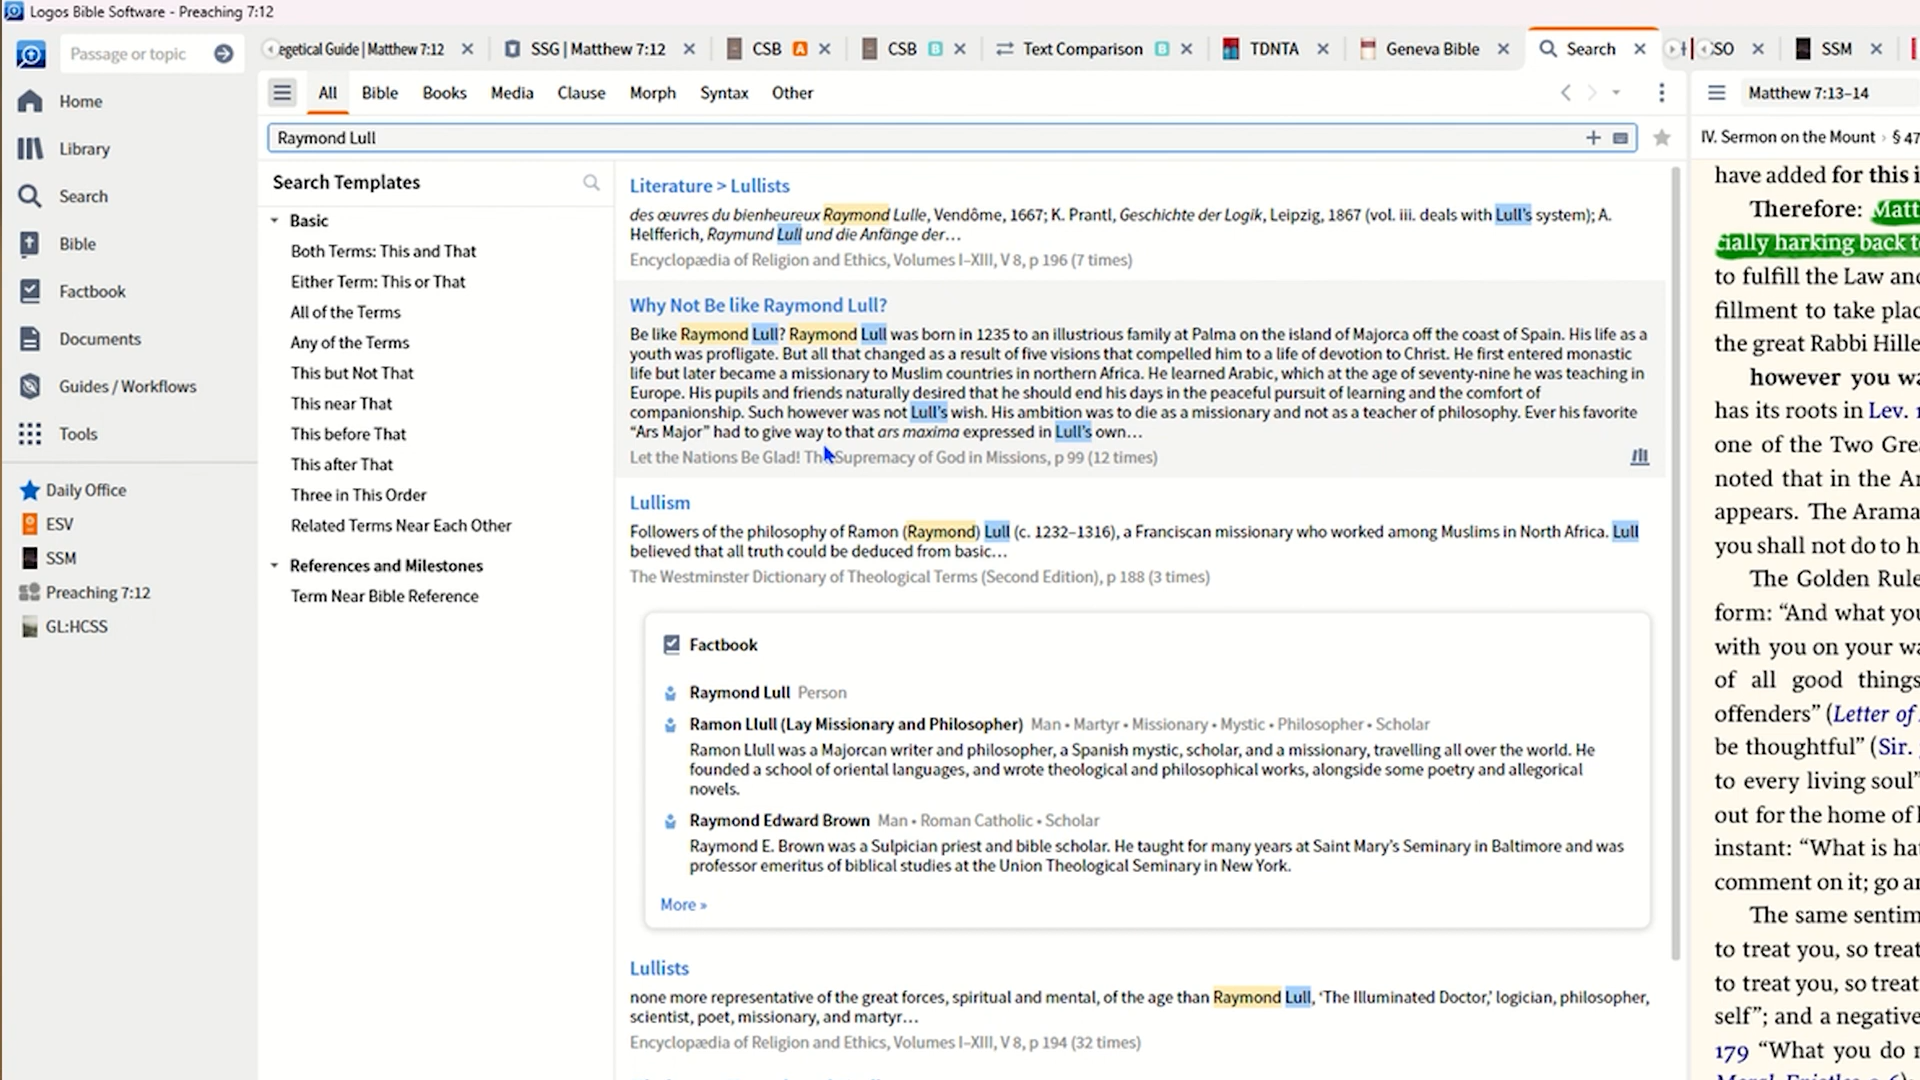 Logos Bible Software - Preaching 7:12
Passage or topic
Home
Library
Search
Bible
Factbook
Documents
Guides / Workflows
Tools
Daily Office
ESV
SSM
Preaching 7:12
GL:HCSS
egetical Guide | Matthew 7:12
SSG | Matthew 7:12
CSB A
CSB B
Text Comparison B
TDNTA
Geneva Bible
Search
SO
SSM
All Bible Books Media Clause Morph Syntax Other
Raymond Lull
Search Templates
Basic
Both Terms: This and That
Either Term: This or That
All of the Terms
Any of the Terms
This but Not That
This near That
This before That
This after That
Three in This Order
Related Terms Near Each Other
References and Milestones
Term Near Bible Reference
Literature > Lullists
des œuvres du bienheureux Raymond Lulle, Vendôme, 1667; K. Prantl, Geschichte der Logik, Leipzig, 1867 (vol. iii. deals with Lull's system); A.
Helfferich, Raymund Lull und die Anfänge der…
Encyclopædia of Religion and Ethics, Volumes I–XIII, V 8, p 196 (7 times)
Why Not Be like Raymond Lull?
Be like Raymond Lull? Raymond Lull was born in 1235 to an illustrious family at Palma on the island of Majorca off the coast of Spain. His life as a
youth was profligate. But all that changed as a result of five visions that compelled him to a life of devotion to Christ. He first entered monastic
life but later became a missionary to Muslim countries in northern Africa. He learned Arabic, which at the age of seventy-nine he was teaching in
Europe. His pupils and friends naturally desired that he should end his days in the peaceful pursuit of learning and the comfort of
companionship. Such however was not Lull's wish. His ambition was to die as a missionary and not as a teacher of philosophy. Ever his favorite
“Ars Major” had to give way to that ars maxima expressed in Lull's own…
Let the Nations Be Glad! The Supremacy of God in Missions, p 99 (12 times)
Lullism
Followers of the philosophy of Ramon (Raymond) Lull (c. 1232–1316), a Franciscan missionary who worked among Muslims in North Africa. Lull
believed that all truth could be deduced from basic…
The Westminster Dictionary of Theological Terms (Second Edition), p 188 (3 times)
Factbook
Raymond Lull Person
Ramon Llull (Lay Missionary and Philosopher) Man • Martyr • Missionary • Mystic • Philosopher • Scholar
Ramon Llull was a Majorcan writer and philosopher, a Spanish mystic, scholar, and a missionary, travelling all over the world. He
founded a school of oriental languages, and wrote theological and philosophical works, alongside some poetry and allegorical
novels.
Raymond Edward Brown Man • Roman Catholic • Scholar
Raymond E. Brown was a Sulpician priest and bible scholar. He taught for many years at Saint Mary's Seminary in Baltimore and was
professor emeritus of biblical studies at the Union Theological Seminary in New York.
More »
Lullists
none more representative of the great forces, spiritual and mental, of the age than Raymond Lull, ‘The Illuminated Doctor,’ logician, philosopher,
scientist, poet, missionary, and martyr…
Encyclopædia of Religion and Ethics, Volumes I–XIII, V 8, p 194 (32 times)
Matthew 7:13–14
IV. Sermon on the Mount › § 47
have added for this i
Therefore: Matt
cially harking back to
to fulfill the Law and
fillment to take plac
the great Rabbi Hille
however you wa
has its roots in Lev. 1
one of the Two Grea
noted that in the Ar
appears. The Arama
you shall not do to h
The Golden Rule
form: “And what you
with you on your wa
of all good things
offenders” (Letter of
be thoughtful” (Sir.
to every living soul”
out for the home of h
instant: “What is hat
comment on it; go an
The same sentim
to treat you, so treat
to treat you, so treat
self”; and a negative
179 “What you do n